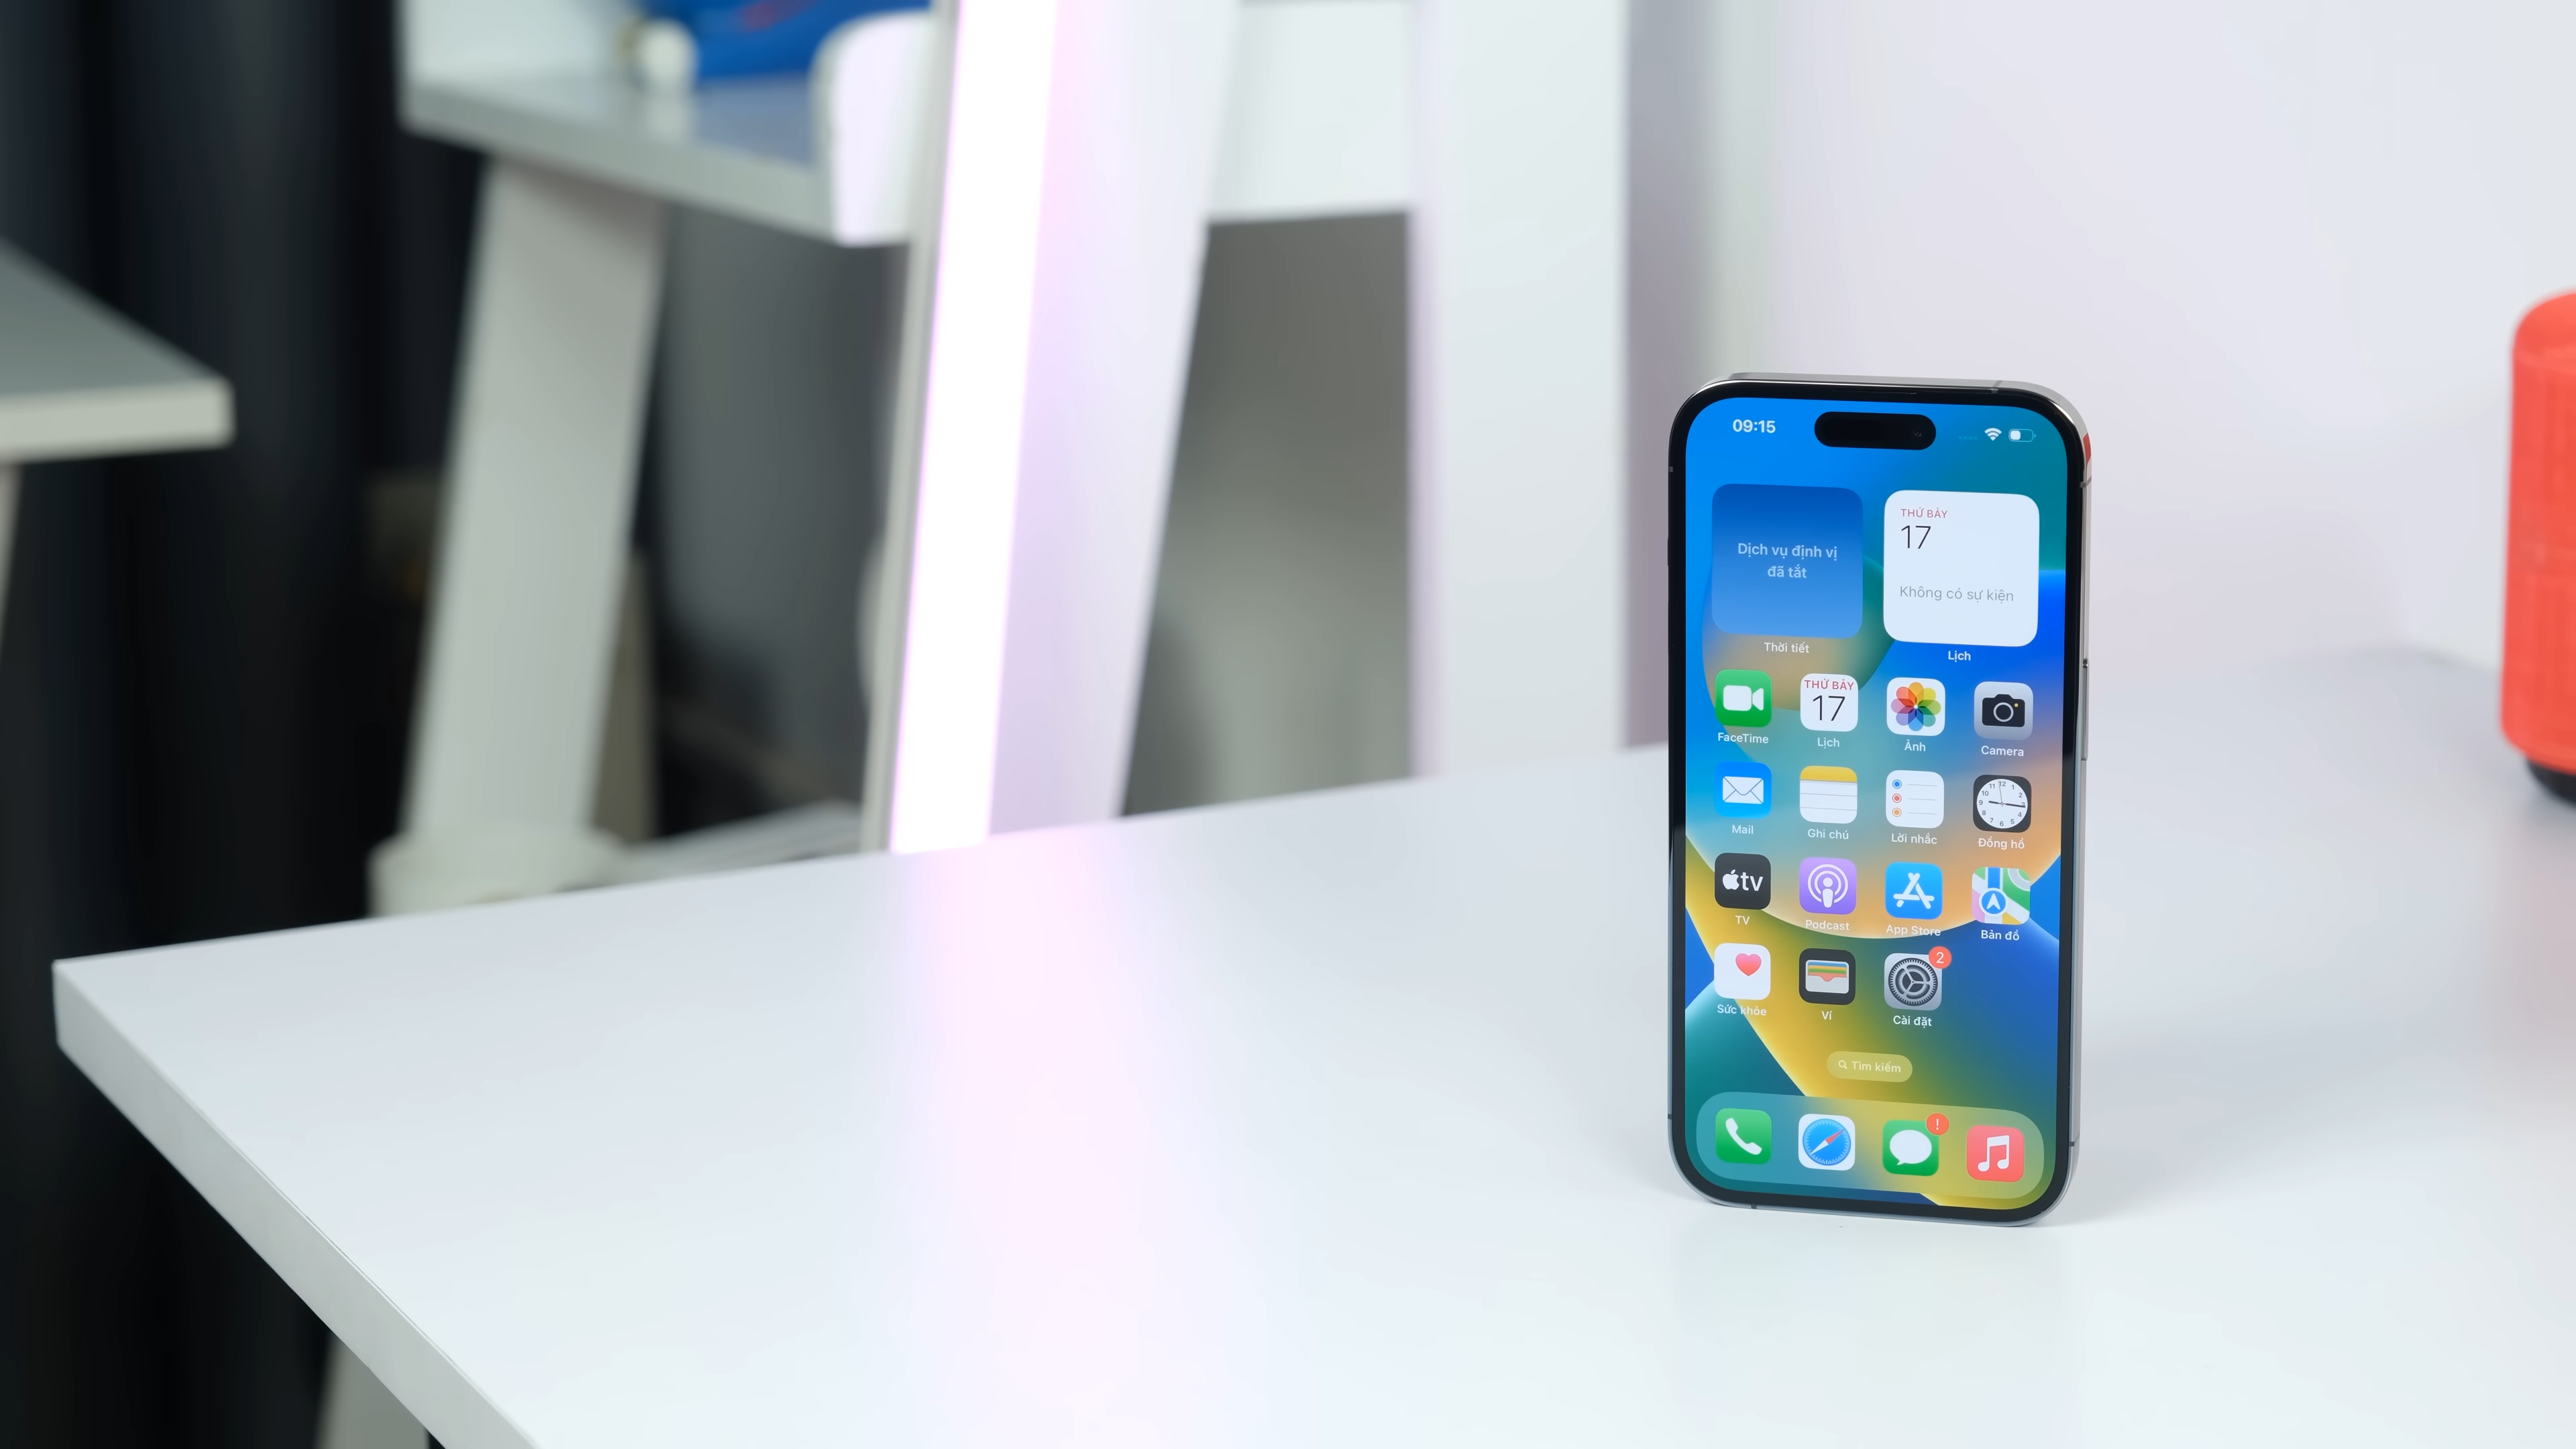 09:15
Dịch vụ định vị
đã tắt
Thời tiết
THỨ BẢY
17
Không có sự kiện
Lịch
FaceTime
THỨ BẢY
17
Lịch
Ảnh
Camera
Mail
Ghi chú
Lời nhắc
Đồng hồ
tv
TV
Podcast
App Store
Bản đồ
Sức khỏe
Ví
2
Cài đặt
Tìm kiếm
!